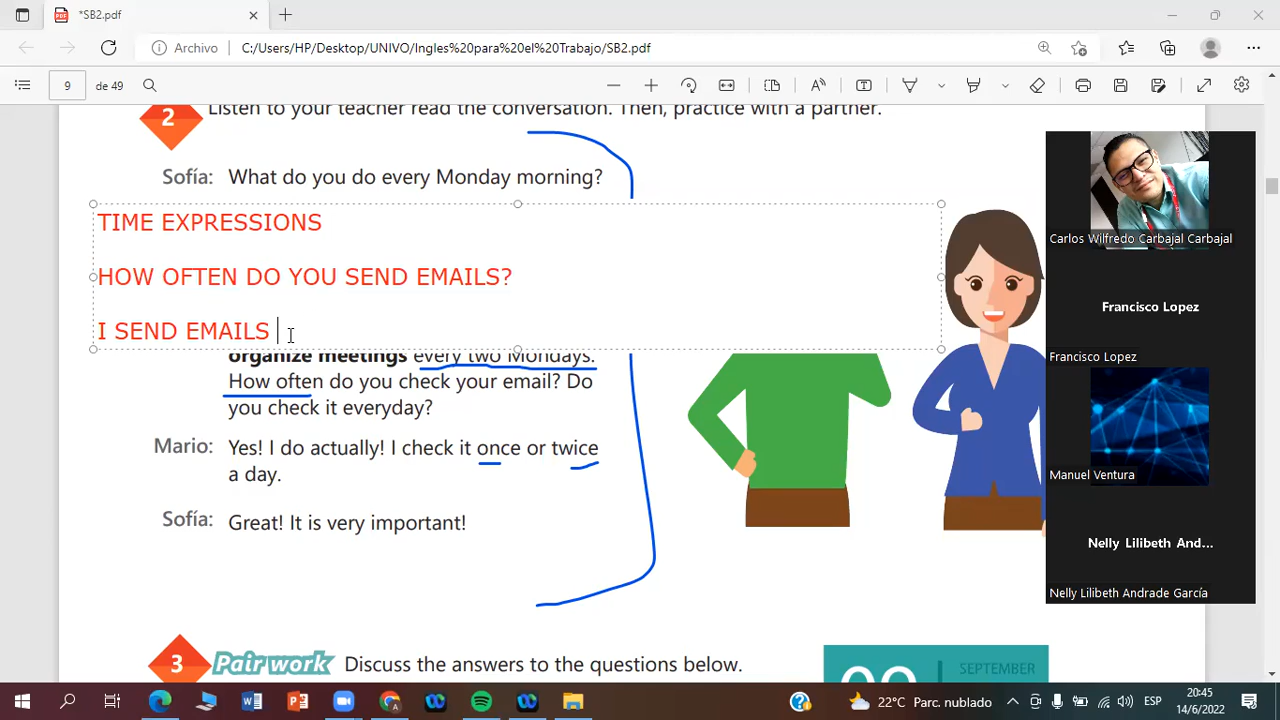 *SB2.pdf
Archivo
C:/Users/HP/Desktop/UNIVO/Ingles%20para%20el%20Trabajo/SB2.pdf
9 de 49
2 Listen to your teacher read the conversation. Then, practice with a partner.
Sofía: What do you do every Monday morning?
TIME EXPRESSIONS
HOW OFTEN DO YOU SEND EMAILS?
I SEND EMAILS
organize meetings every two Mondays.
How often do you check your email? Do
you check it everyday?
Mario: Yes! I do actually! I check it once or twice
a day.
Sofía: Great! It is very important!
3 Pair work Discuss the answers to the questions below.
SEPTEMBER
Carlos Wilfredo Carbajal Carbajal
Francisco Lopez
Francisco Lopez
Manuel Ventura
Nelly Lilibeth And...
Nelly Lilibeth Andrade García
22°C Parc. nublado
ESP
20:45
14/6/2022